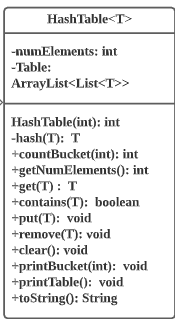 HashTable<T>
-numElements: int
-Table:
ArrayList<List<T>>
HashTable(int): int
-hash(T): T
+countBucket(int): int
+getNumElements(): int
+get(T) : T
+contains(T): boolean
+put(T): void
+remove(T): void
+clear(): void
+printBucket(int): void
+printTable(): void
+toString(): String